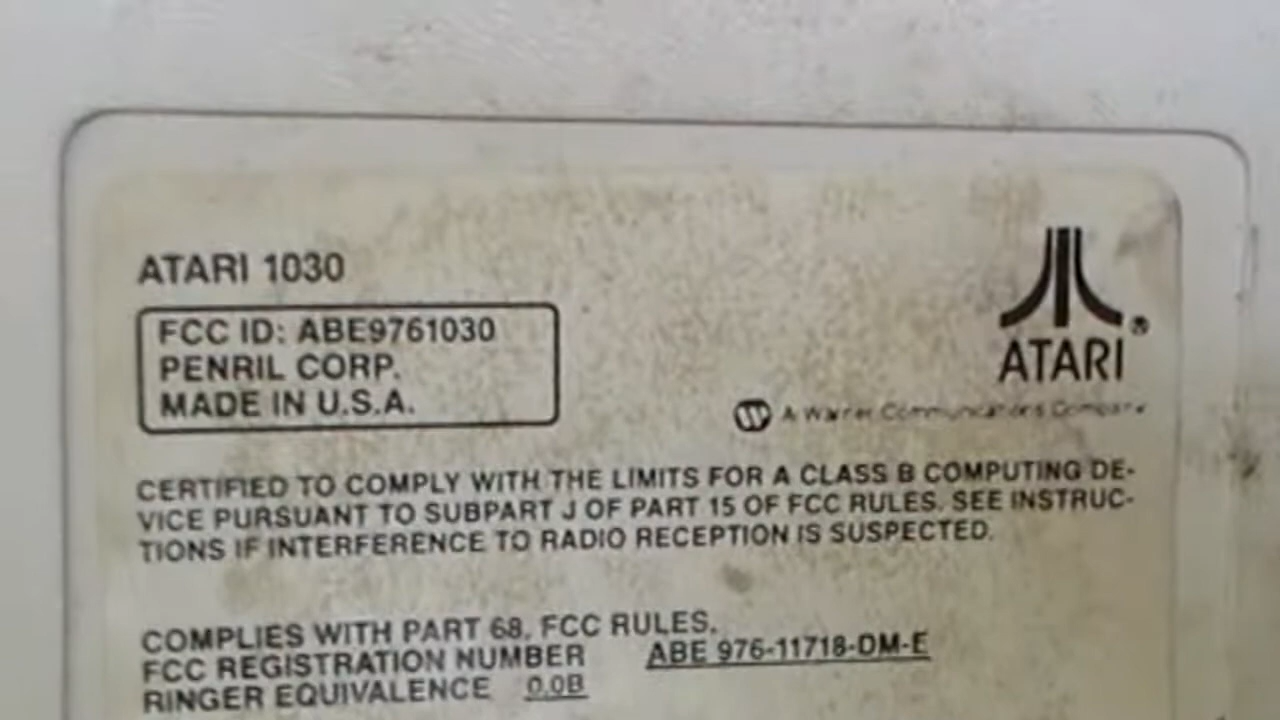 ATARI 1030
FCC ID: ABE9761030
PENRIL CORP.
MADE IN U.S.A.
ATARI®
A Warner Communications Company
CERTIFIED TO COMPLY WITH THE LIMITS FOR A CLASS B COMPUTING DE-
VICE PURSUANT TO SUBPART J OF PART 15 OF FCC RULES. SEE INSTRUC-
TIONS IF INTERFERENCE TO RADIO RECEPTION IS SUSPECTED.
COMPLIES WITH PART 68, FCC RULES.
FCC REGISTRATION NUMBER ABE 976-11718-DM-E
RINGER EQUIVALENCE 0.0B